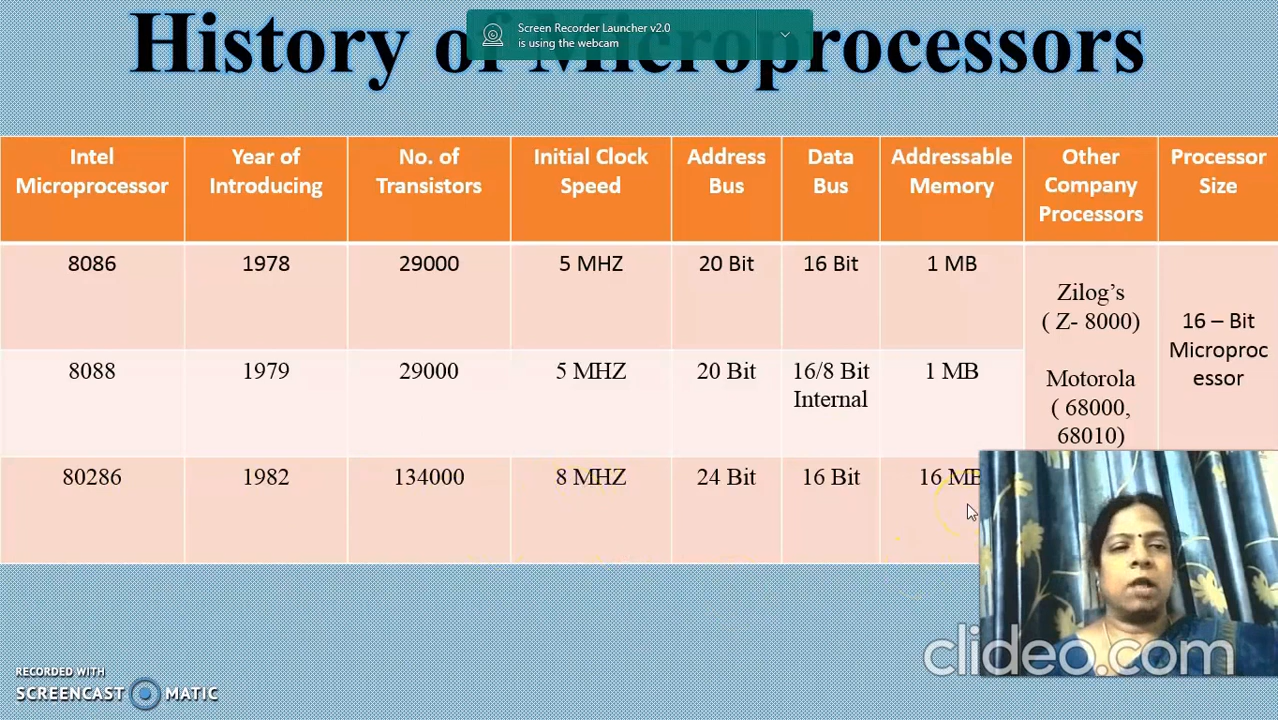 History of Microprocessors
Screen Recorder Launcher v2.0
is using the webcam
Intel
Microprocessor
Year of
Introducing
No. of
Transistors
Initial Clock
Speed
Address
Bus
Data
Bus
Addressable
Memory
Other
Company
Processors
Processor
Size
8086
1978
29000
5 MHZ
20 Bit
16 Bit
1 MB
Zilog’s
( Z- 8000)
Motorola
( 68000,
68010)
16 – Bit
Microproc
essor
8088
1979
29000
5 MHZ
20 Bit
16/8 Bit
Internal
1 MB
80286
1982
134000
8 MHZ
24 Bit
16 Bit
16 MB
clideo.com
RECORDED WITH
SCREENCAST MATIC